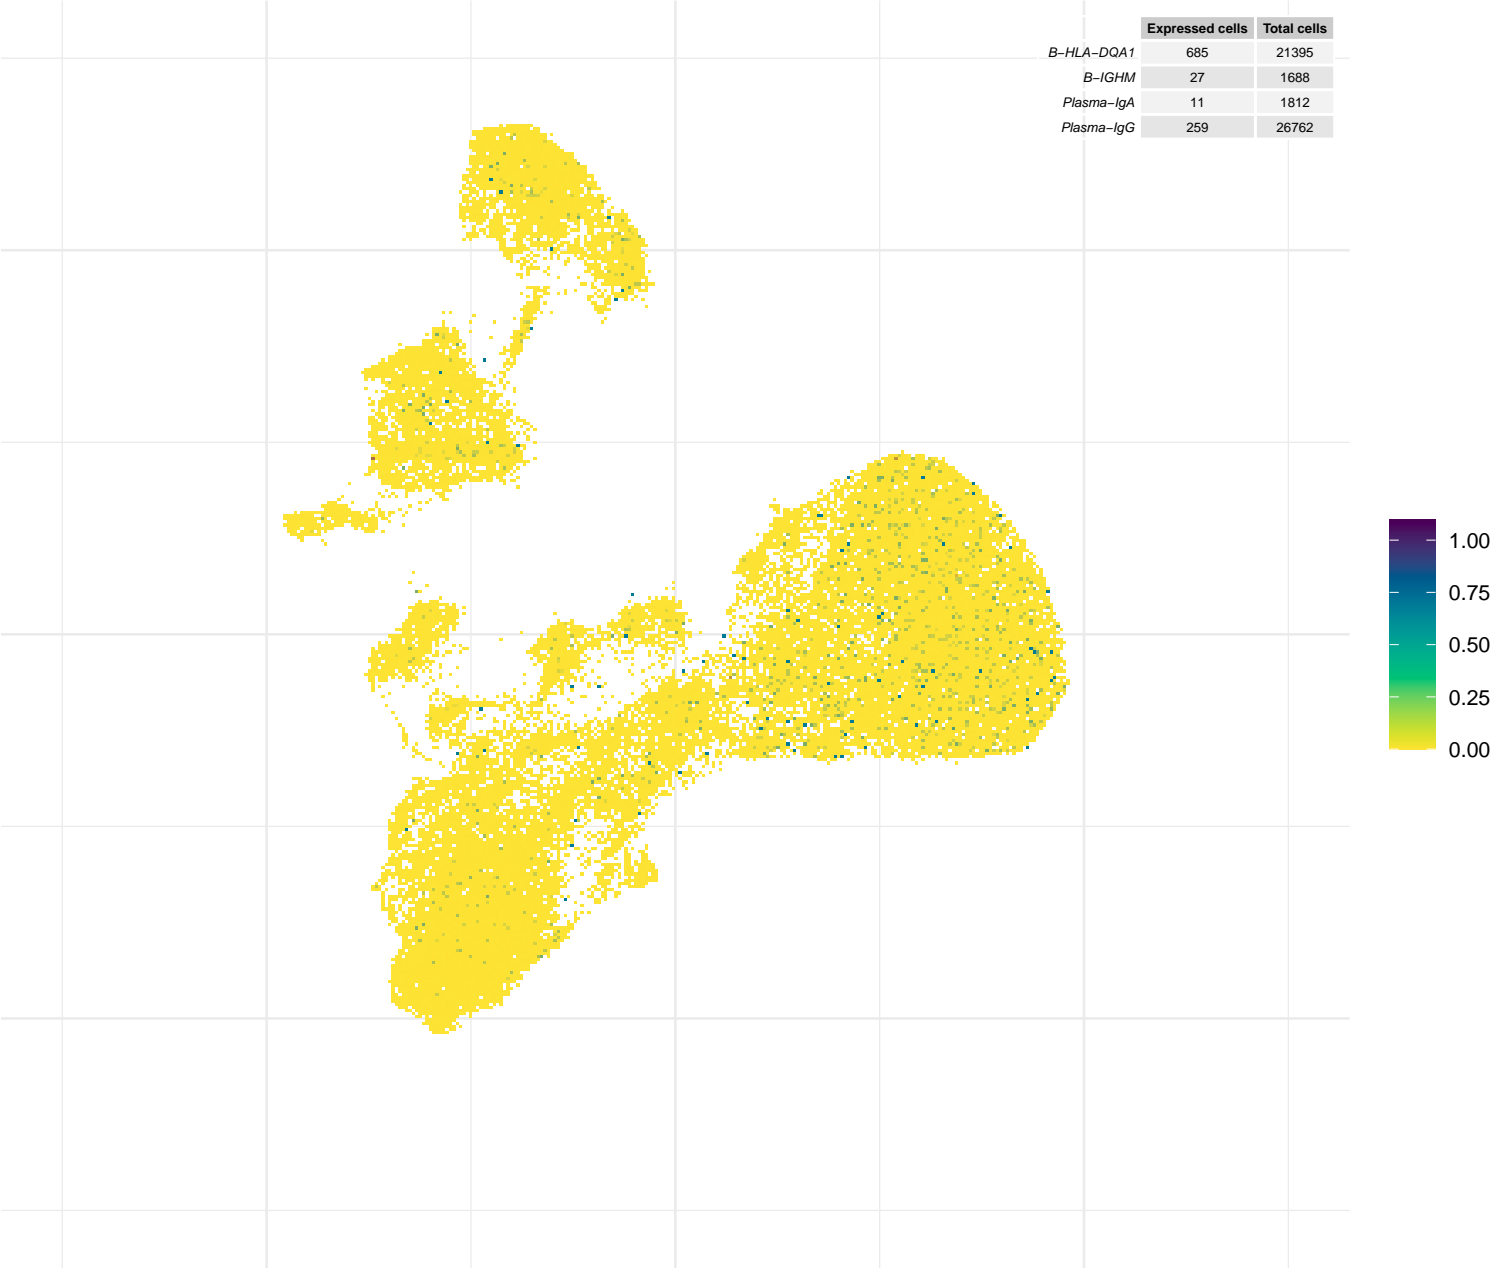 Expressed cells Total cells
B−HLA−DQA1 685 21395
B−IGHM 27 1688
Plasma−IgA 11 1812
Plasma−IgG 259 26762
1.00
0.75
0.50
0.25
0.00